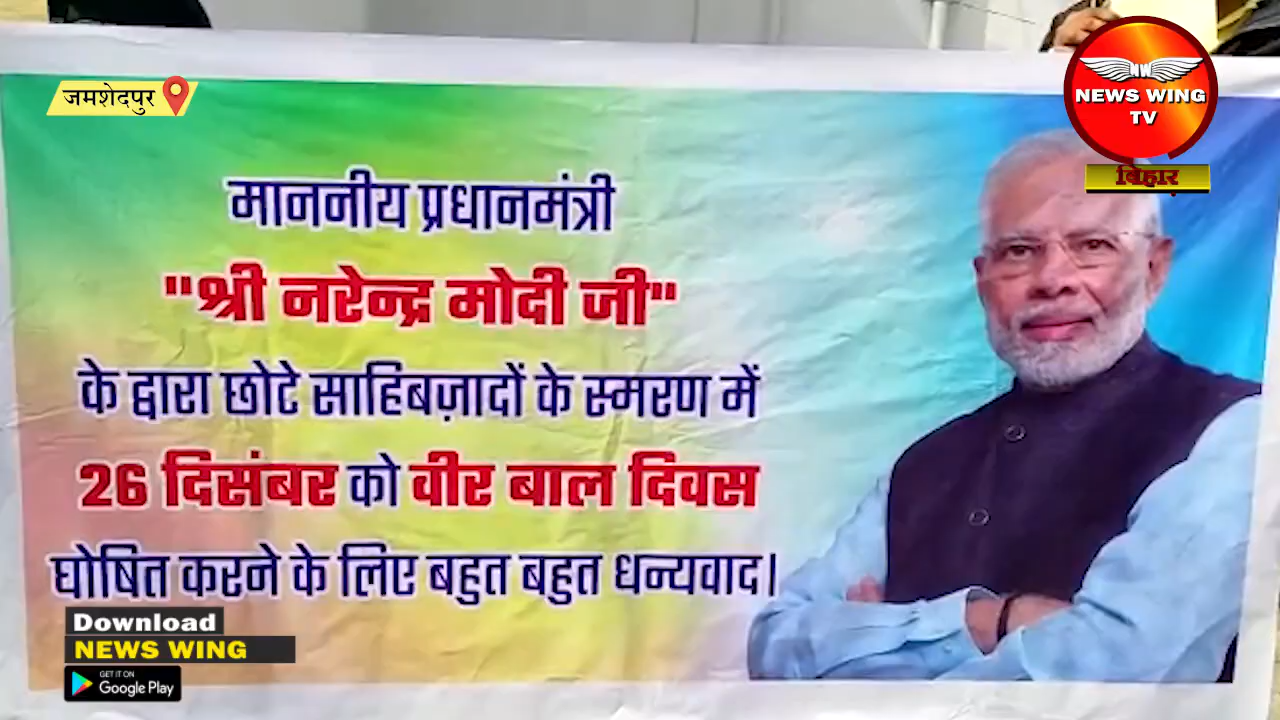 जमशेदपुर
NW
NEWS WING
TV
बिहार
माननीय प्रधानमंत्री
"श्री नरेन्द्र मोदी जी"
के द्वारा छोटे साहिबज़ादों के स्मरण में
26 दिसंबर को वीर बाल दिवस
घोषित करने के लिए बहुत बहुत धन्यवाद।
Download
NEWS WING
GET IT ON
Google Play